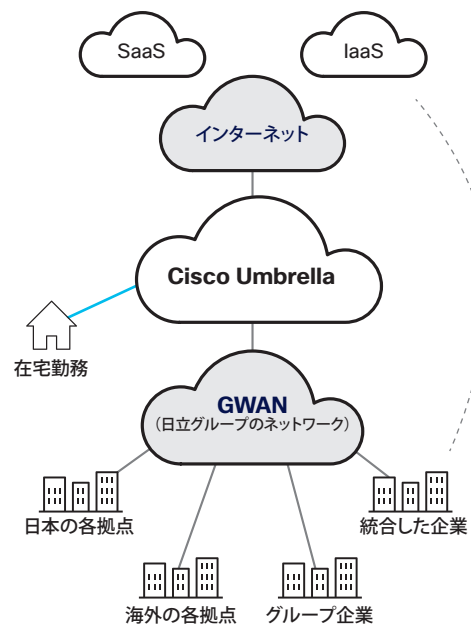 SaaS
IaaS
インターネット
Cisco Umbrella
在宅勤務
GWAN
（日立グループのネットワーク）
日本の各拠点
統合した企業
海外の各拠点
グループ企業